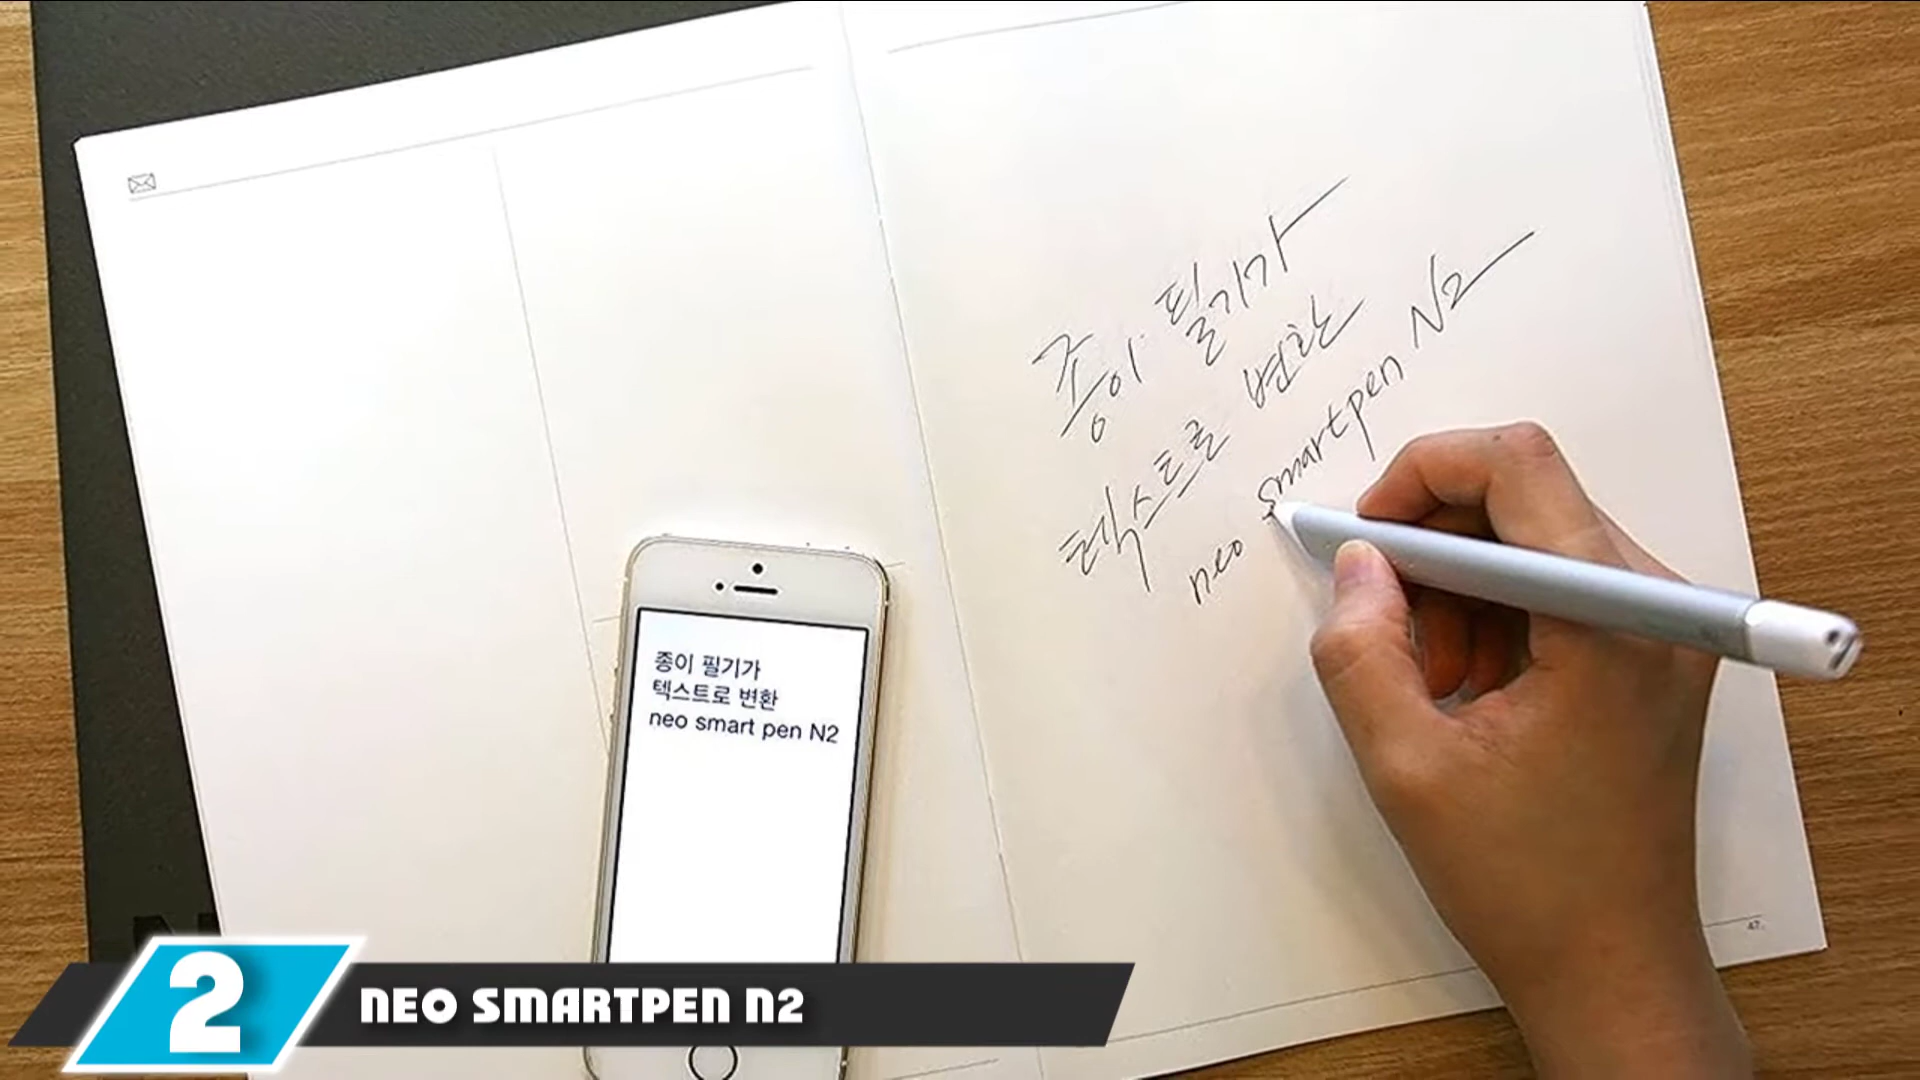 종이 필기가
텍스트로 변환
neo smartpen N2
종이 필기가
텍스트로 변환
neo smart pen N2
47.
2
NEO SMARTPEN N2